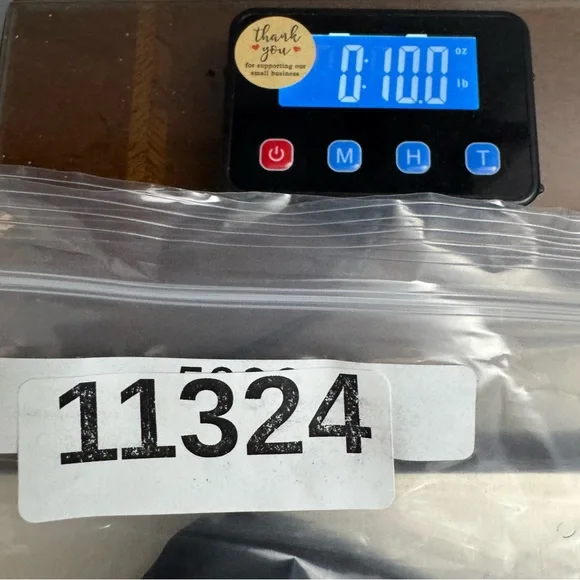 thank
you
for supporting our
small business
0:10.0
oz
lb
M H T
11324